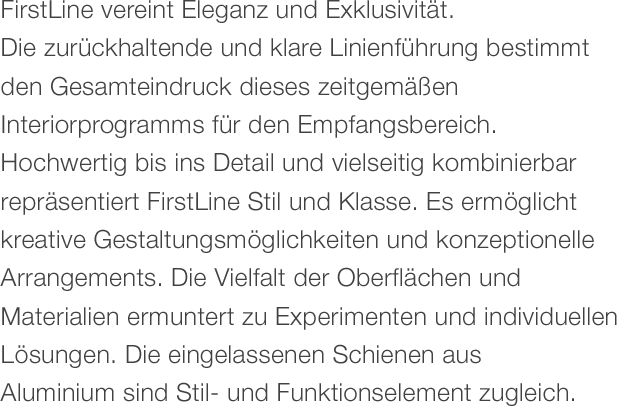 FirstLine vereint Eleganz und Exklusivität.
Die zurückhaltende und klare Linienführung bestimmt
den Gesamteindruck dieses zeitgemäßen
Interiorprogramms für den Empfangsbereich.
Hochwertig bis ins Detail und vielseitig kombinierbar
repräsentiert FirstLine Stil und Klasse. Es ermöglicht
kreative Gestaltungsmöglichkeiten und konzeptionelle
Arrangements. Die Vielfalt der Oberflächen und
Materialien ermuntert zu Experimenten und individuellen
Lösungen. Die eingelassenen Schienen aus
Aluminium sind Stil- und Funktionselement zugleich.